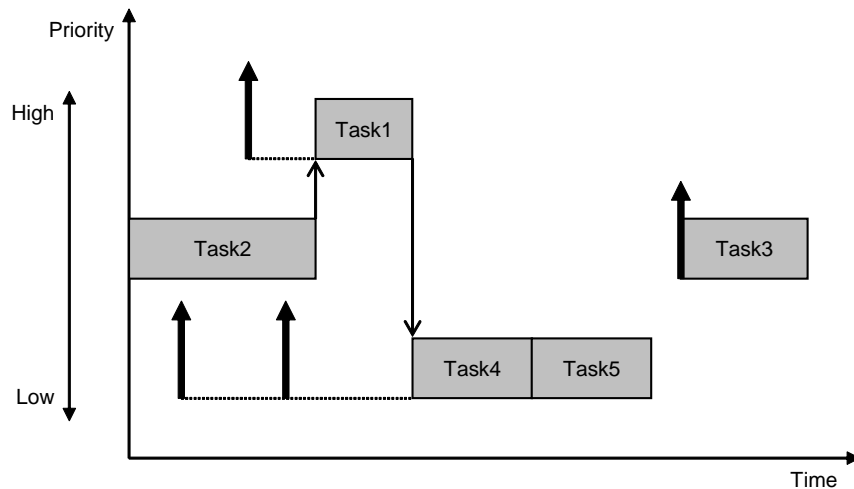 Priority
High
Task1
Task2
Task3
Task4
Task5
Low
Time